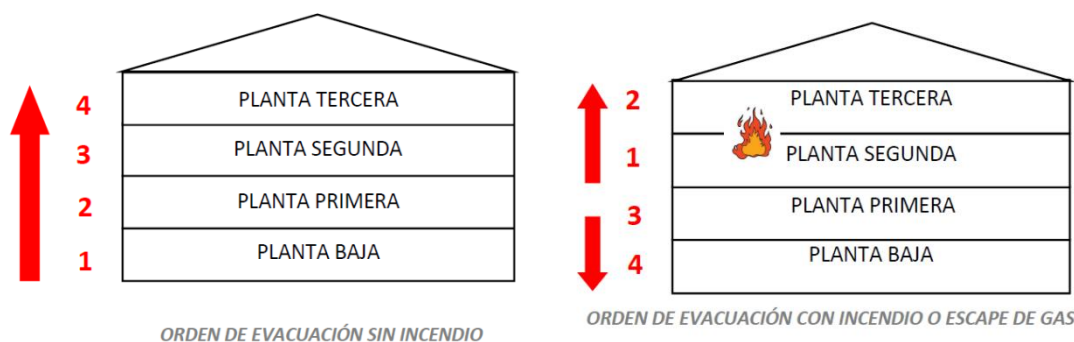 4 PLANTA TERCERA
3 PLANTA SEGUNDA
2 PLANTA PRIMERA
1 PLANTA BAJA
ORDEN DE EVACUACIÓN SIN INCENDIO
2 PLANTA TERCERA
1 PLANTA SEGUNDA
3 PLANTA PRIMERA
4 PLANTA BAJA
ORDEN DE EVACUACIÓN CON INCENDIO O ESCAPE DE GAS